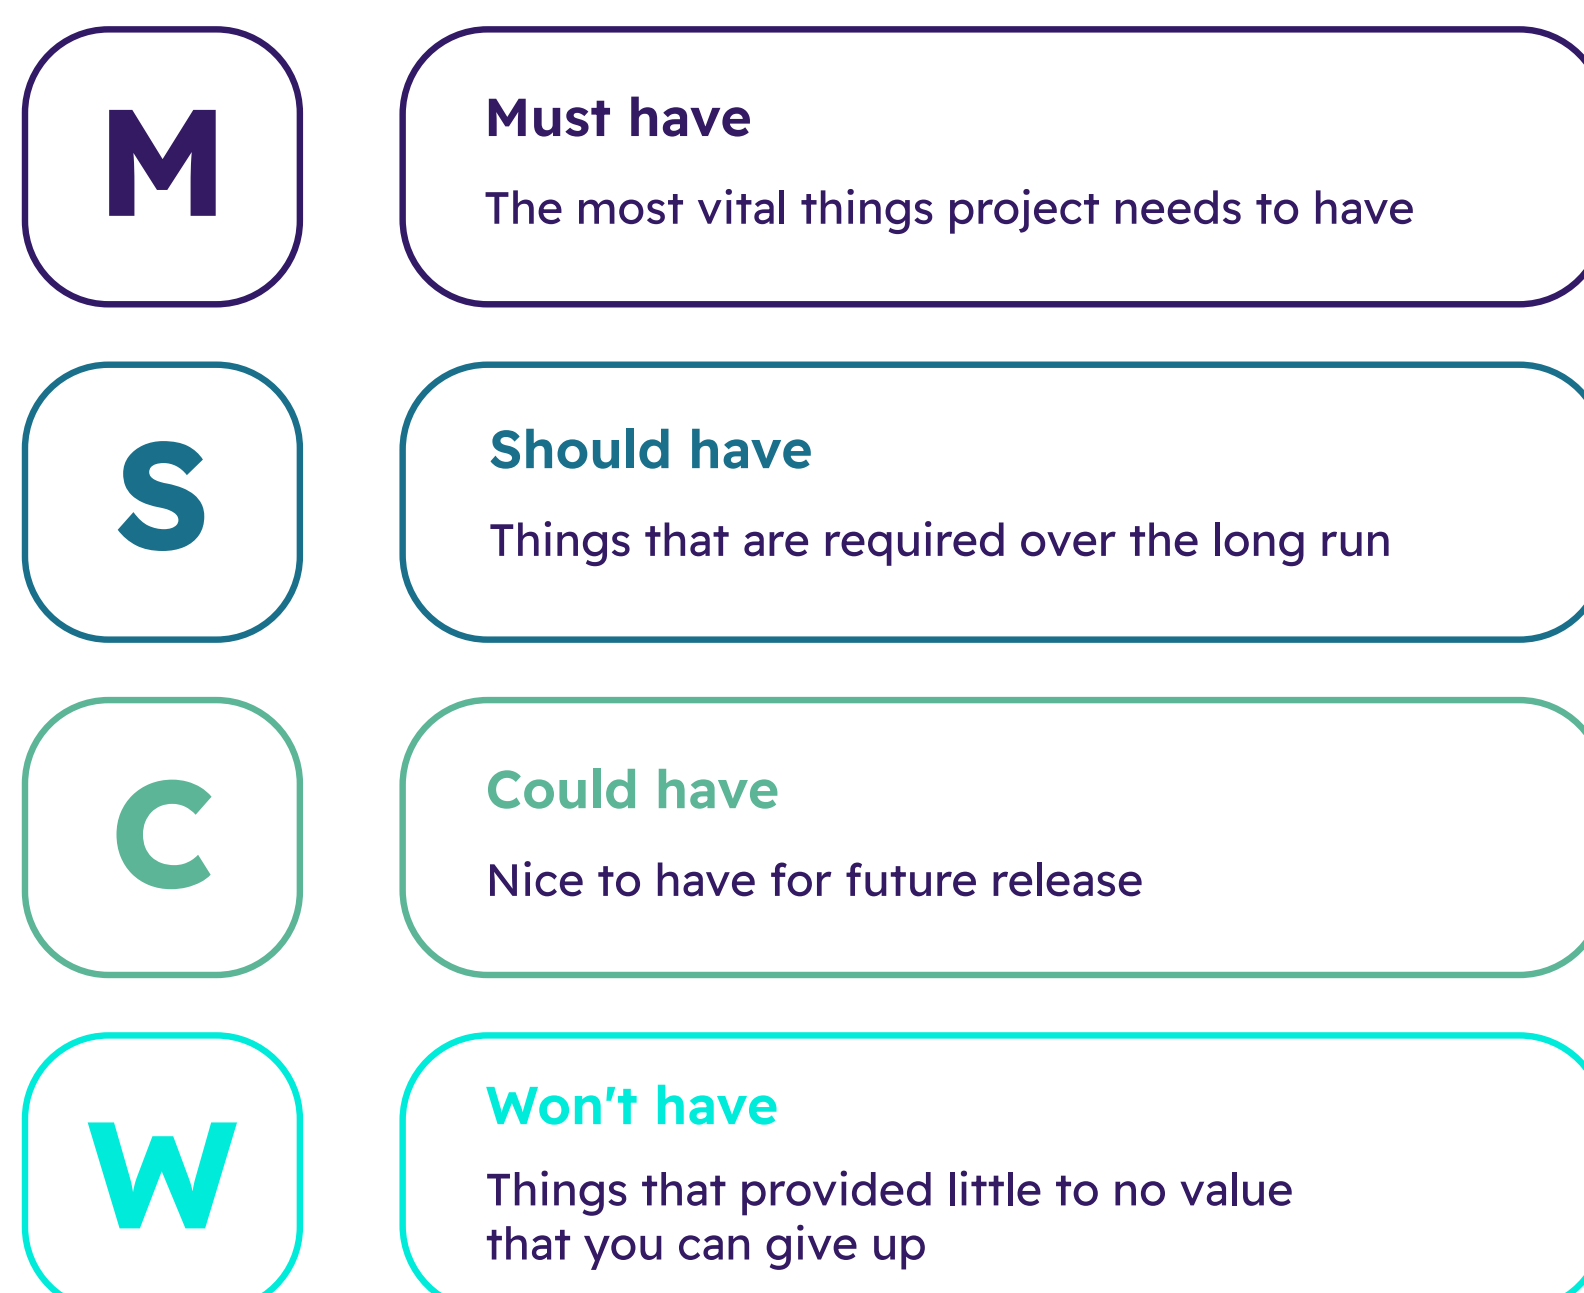 M
Must have
The most vital things project needs to have
S
Should have
Things that are required over the long run
C
Could have
Nice to have for future release
W
Won't have
Things that provided little to no value
that you can give up